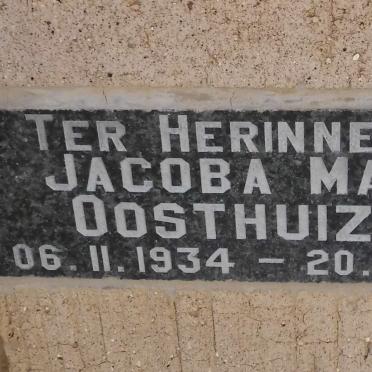 TER HERINNE
JACOBA MA
OOSTHUIZ
06.11.1934 – 20.